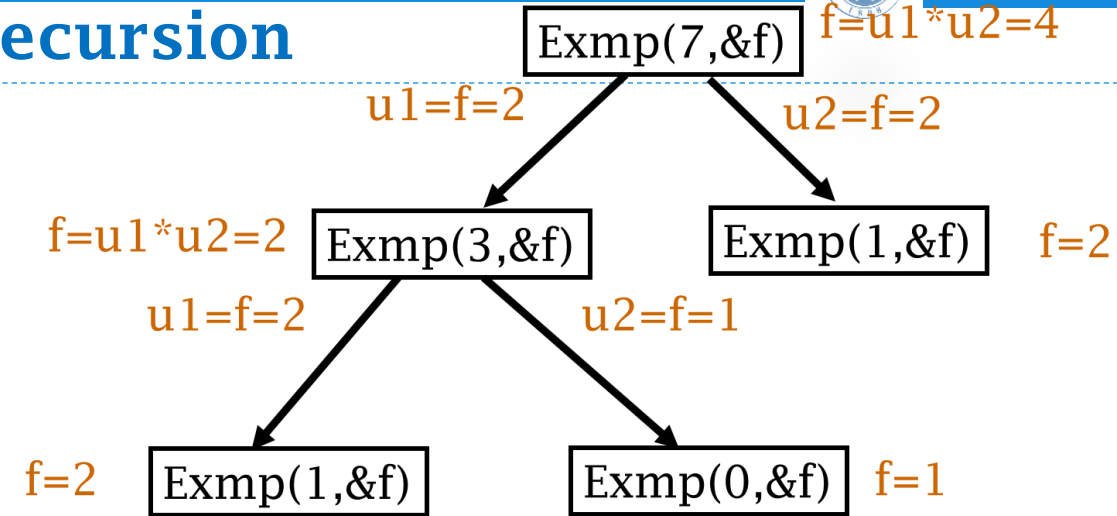 ecursion
Exmp(7,&f)
f=u1*u2=4
u1=f=2
u2=f=2
f=u1*u2=2
Exmp(3,&f)
Exmp(1,&f)
f=2
u1=f=2
u2=f=1
f=2
Exmp(1,&f)
Exmp(0,&f)
f=1